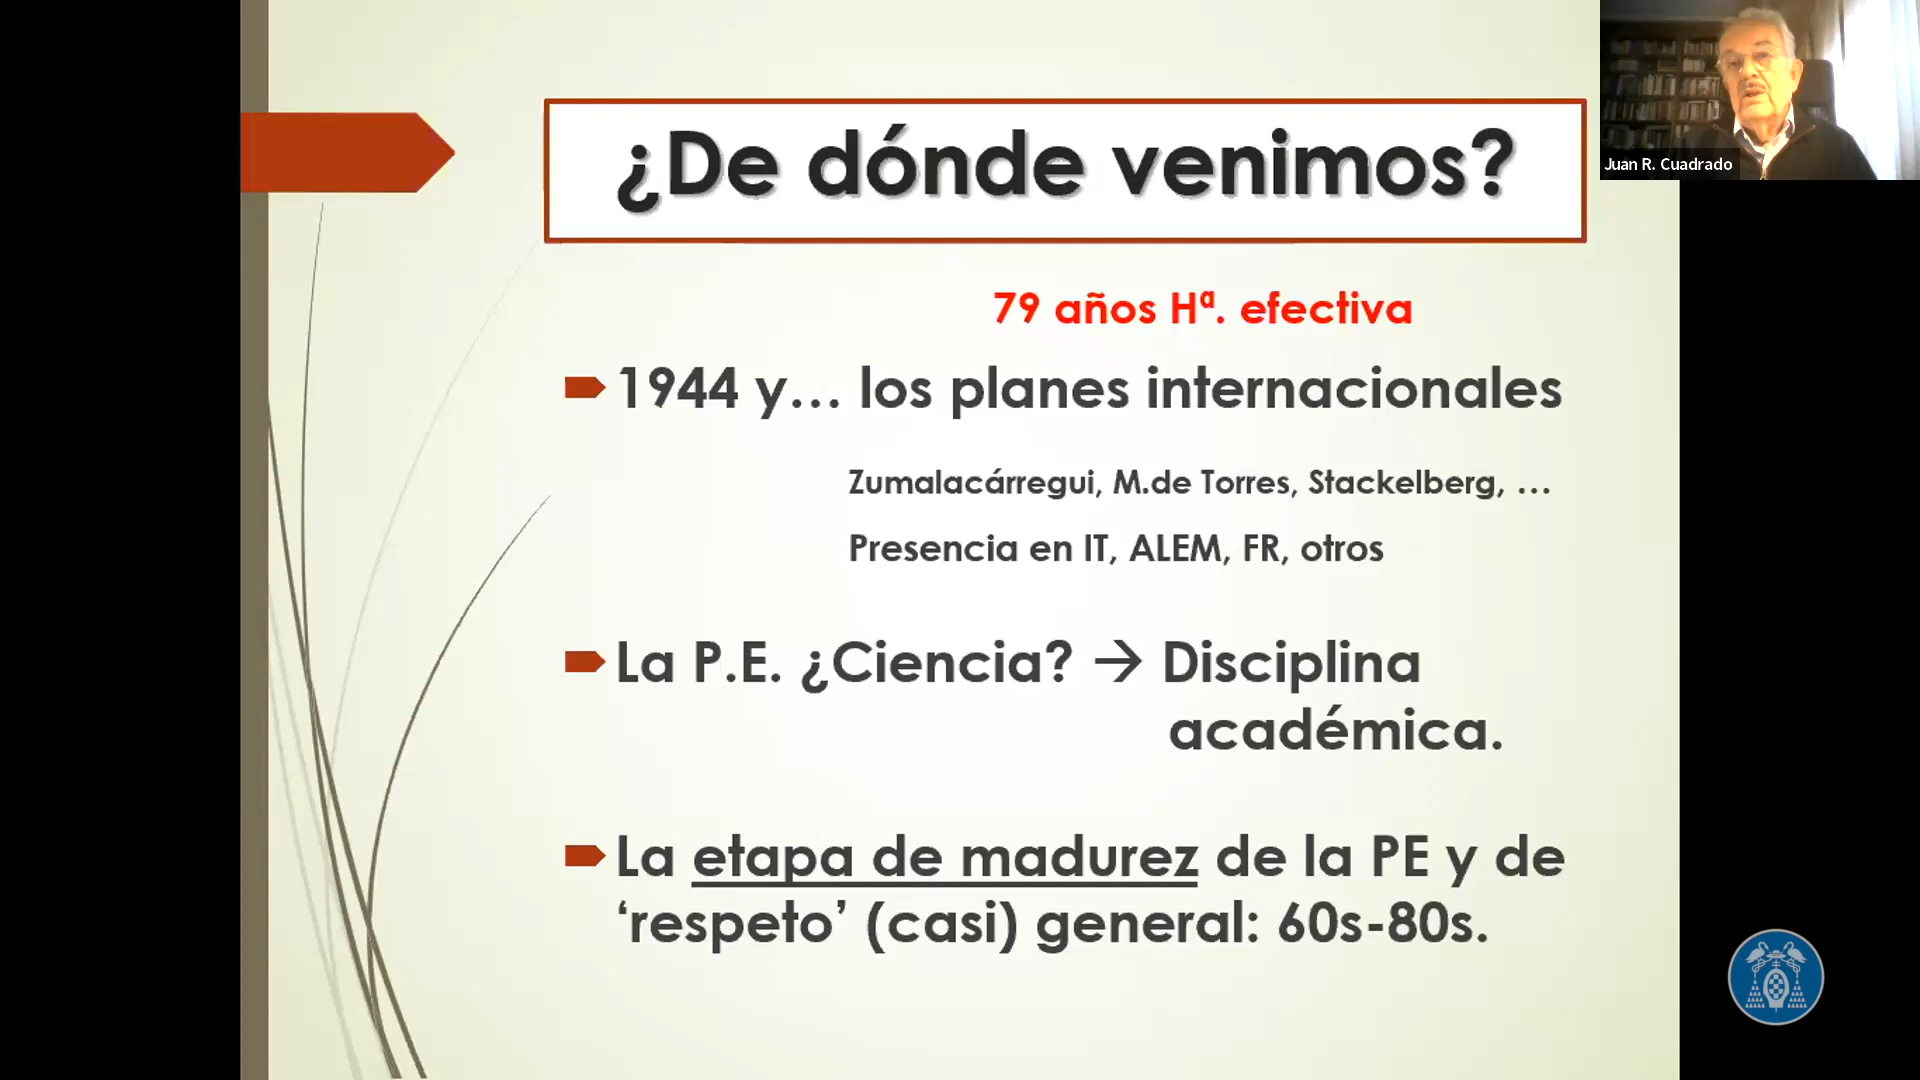 ¿De dónde venimos?
Juan R. Cuadrado
79 años Hª. efectiva
1944 y… los planes internacionales
Zumalacárregui, M.de Torres, Stackelberg, …
Presencia en IT, ALEM, FR, otros
La P.E. ¿Ciencia? → Disciplina
académica.
La etapa de madurez de la PE y de
‘respeto’ (casi) general: 60s-80s.